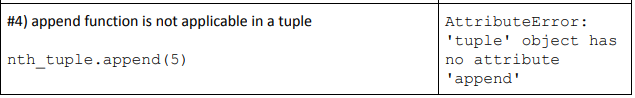 #4) append function is not applicable in a tuple
nth_tuple.append(5)
AttributeError:
'tuple' object has
no attribute
'append'